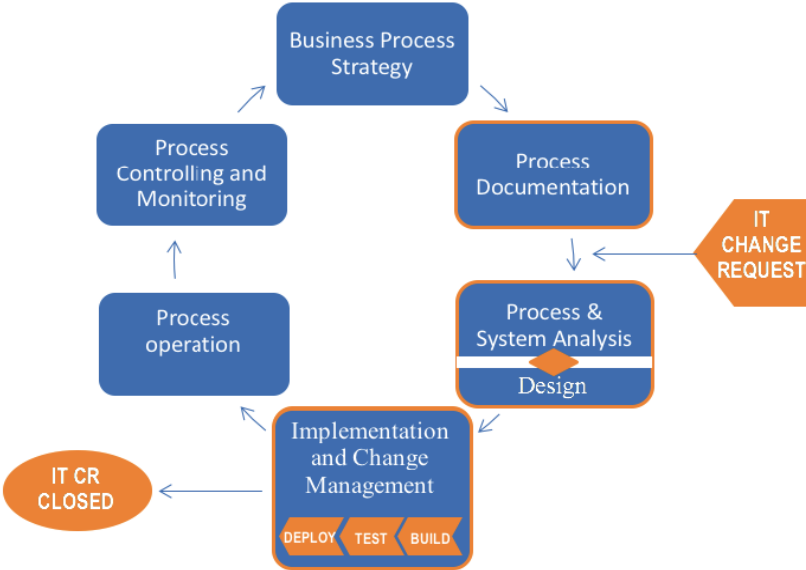 Business Process
Strategy
Process
Documentation
IT
CHANGE
REQUEST
Process &
System Analysis
Design
Implementation
and Change
Management
DEPLOY TEST BUILD
IT CR
CLOSED
Process
operation
Process
Controlling and
Monitoring